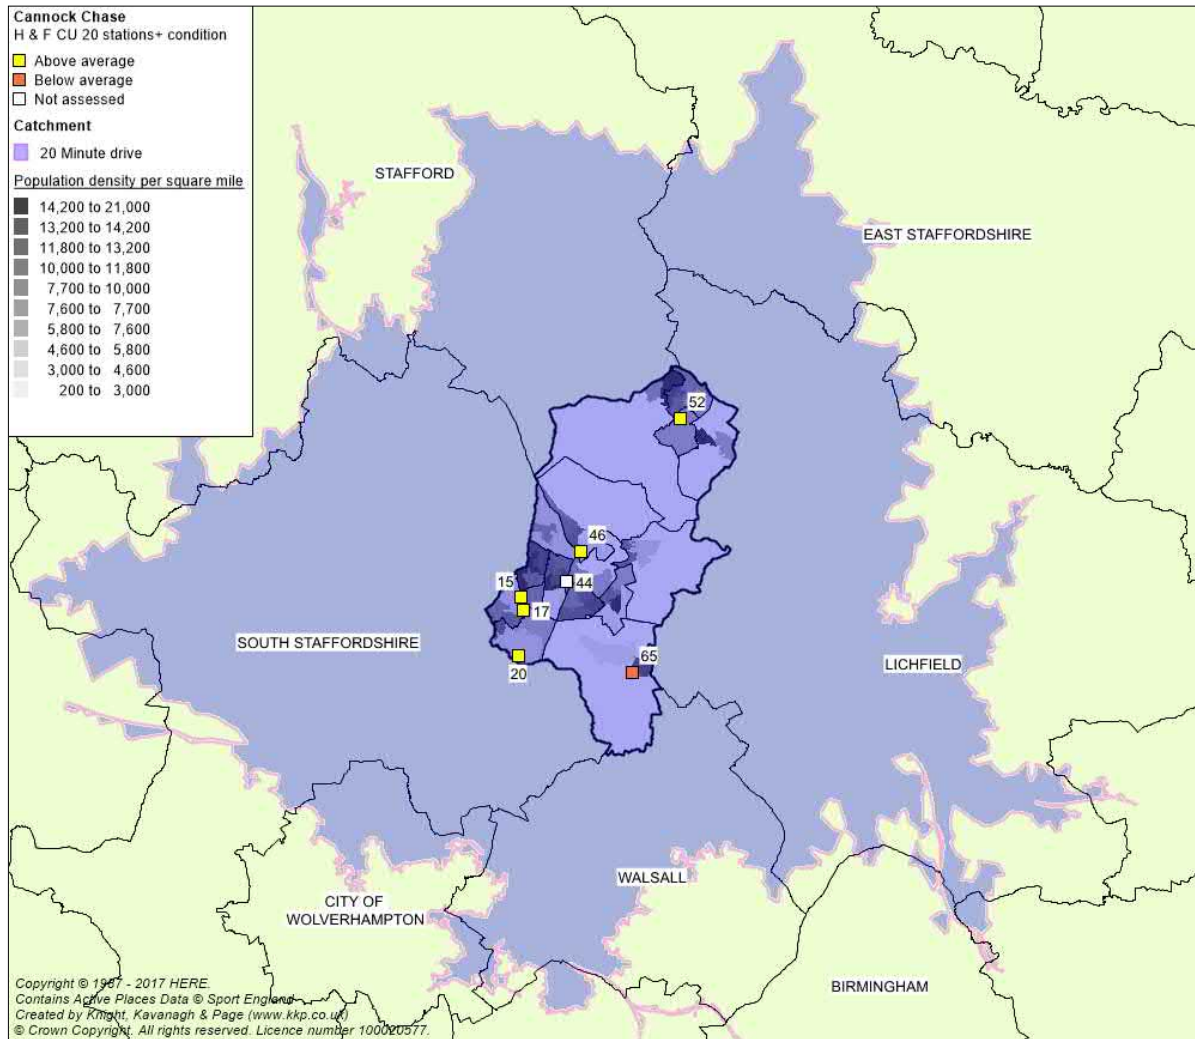 Cannock Chase
H & F CU 20 stations+ condition
Above average
Below average
Not assessed
Catchment
20 Minute drive
Population density per square mile
14,200 to 21,000
13,200 to 14,200
11,800 to 13,200
10,000 to 11,800
7,700 to 10,000
7,600 to 7,700
5,800 to 7,600
4,600 to 5,800
3,000 to 4,600
200 to 3,000
STAFFORD
EAST STAFFORDSHIRE
52
46
15
44
17
SOUTH STAFFORDSHIRE
65
LICHFIELD
20
WALSALL
CITY OF
WOLVERHAMPTON
BIRMINGHAM
Copyright © 1987 - 2017 HERE.
Contains Active Places Data © Sport England
Created by Knight, Kavanagh & Page (www.kkp.co.uk)
© Crown Copyright. All rights reserved. Licence number 100020577.